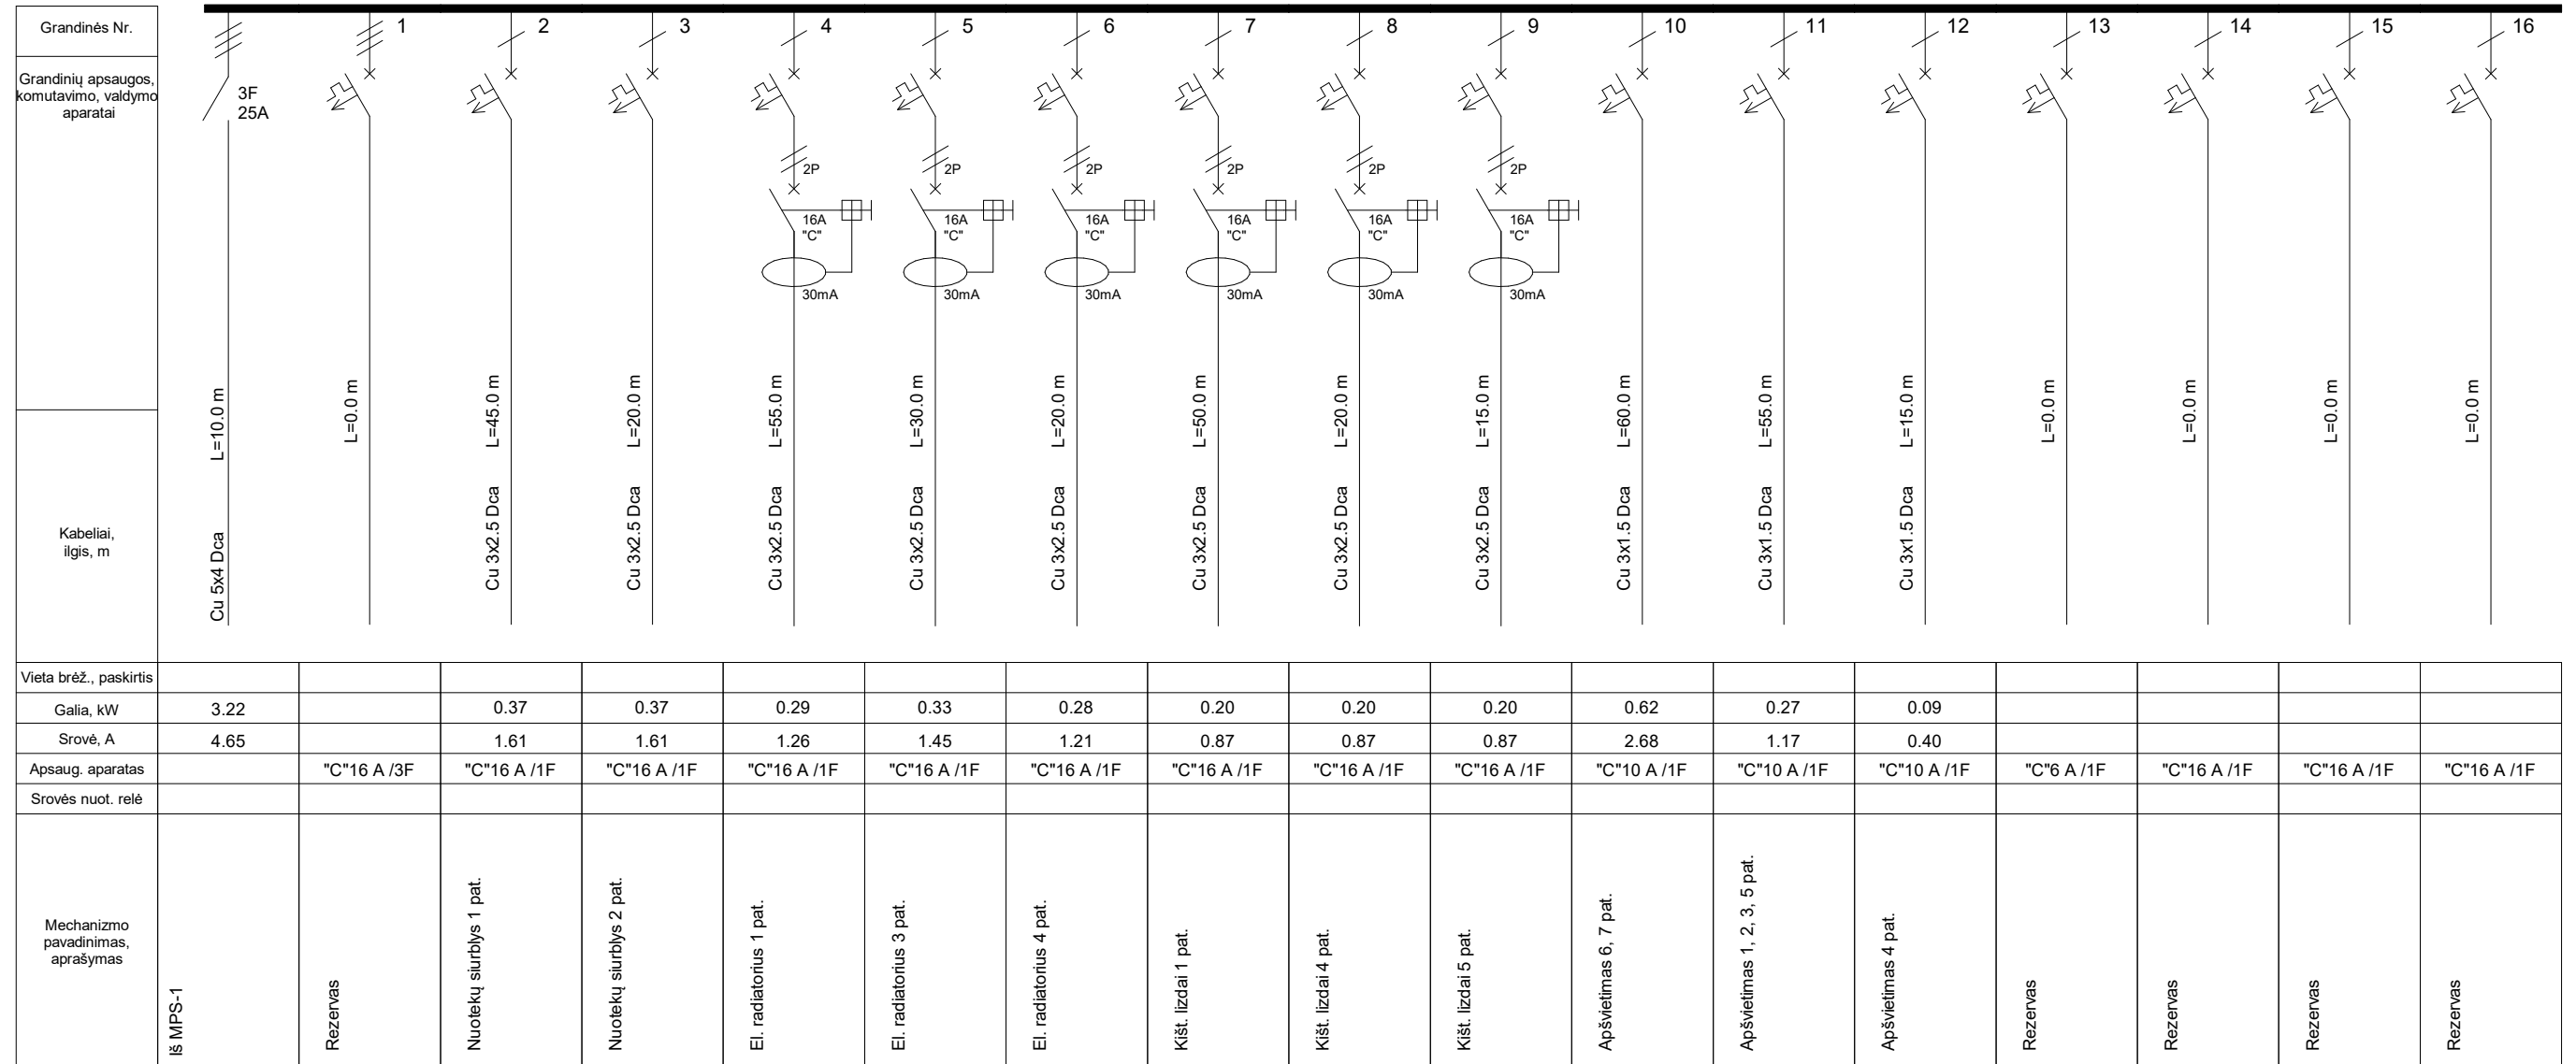 Grandinės Nr.
1
2
3
4
5
6
7
8
9
10
11
12
13
14
15
16
Grandinių apsaugos,
komutavimo, valdymo
aparatai
3F
25A
2P
16A
"C"
30mA
2P
16A
"C"
30mA
2P
16A
"C"
30mA
2P
16A
"C"
30mA
2P
16A
"C"
30mA
2P
16A
"C"
30mA
Kabeliai,
ilgis, m
Cu 5x4 Dca L=10.0 m
L=0.0 m
Cu 3x2.5 Dca L=45.0 m
Cu 3x2.5 Dca L=20.0 m
Cu 3x2.5 Dca L=55.0 m
Cu 3x2.5 Dca L=30.0 m
Cu 3x2.5 Dca L=20.0 m
Cu 3x2.5 Dca L=50.0 m
Cu 3x2.5 Dca L=20.0 m
Cu 3x2.5 Dca L=15.0 m
Cu 3x1.5 Dca L=60.0 m
Cu 3x1.5 Dca L=55.0 m
Cu 3x1.5 Dca L=15.0 m
L=0.0 m
L=0.0 m
L=0.0 m
L=0.0 m
Vieta brėž., paskirtis
Galia, kW 3.22 0.37 0.37 0.29 0.33 0.28 0.20 0.20 0.20 0.62 0.27 0.09
Srovė, A 4.65 1.61 1.61 1.26 1.45 1.21 0.87 0.87 0.87 2.68 1.17 0.40
Apsaug. aparatas "C"16 A /3F "C"16 A /1F "C"16 A /1F "C"16 A /1F "C"16 A /1F "C"16 A /1F "C"16 A /1F "C"16 A /1F "C"16 A /1F "C"10 A /1F "C"10 A /1F "C"10 A /1F "C"6 A /1F "C"16 A /1F "C"16 A /1F "C"16 A /1F
Srovės nuot. relė
Mechanizmo
pavadinimas,
aprašymas
Iš MPS-1
Rezervas
Nuotekų siurblys 1 pat.
Nuotekų siurblys 2 pat.
El. radiatorius 1 pat.
El. radiatorius 3 pat.
El. radiatorius 4 pat.
Kišt. lizdai 1 pat.
Kišt. lizdai 4 pat.
Kišt. lizdai 5 pat.
Apšvietimas 6, 7 pat.
Apšvietimas 1, 2, 3, 5 pat.
Apšvietimas 4 pat.
Rezervas
Rezervas
Rezervas
Rezervas